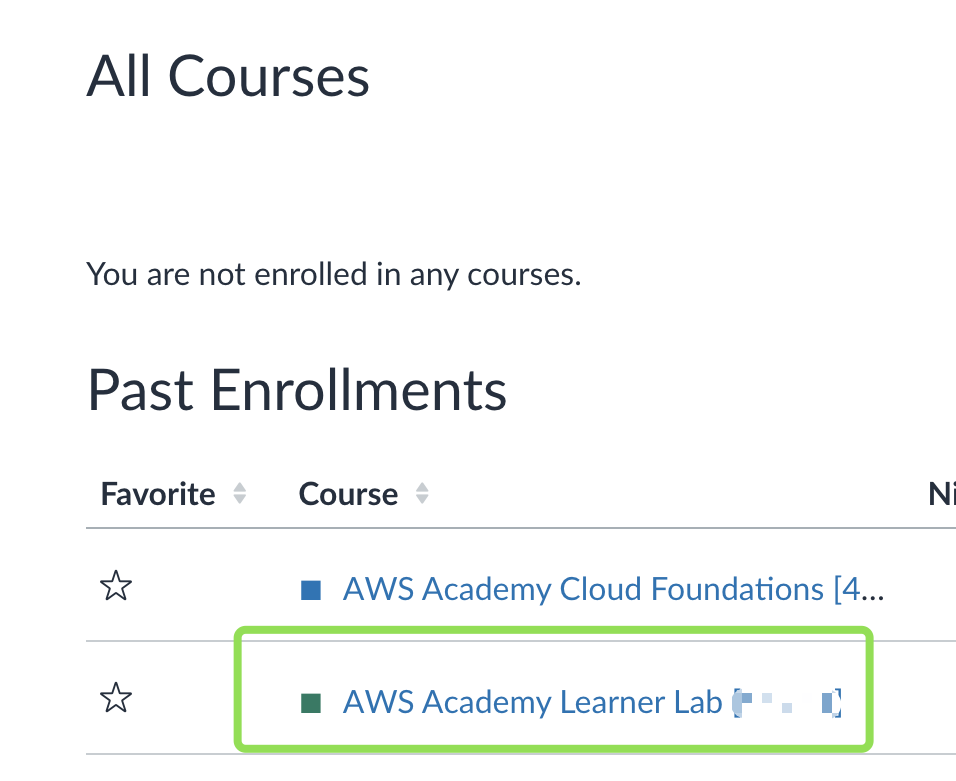 All Courses
You are not enrolled in any courses.
Past Enrollments
Favorite Course Ni
AWS Academy Cloud Foundations [4...
AWS Academy Learner Lab [ ]